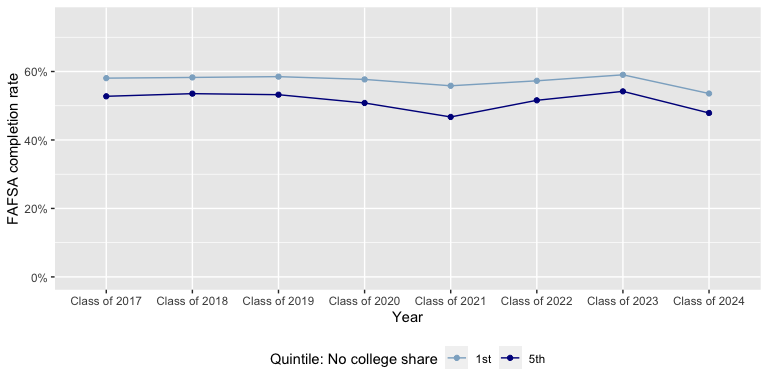 FAFSA completion rate
60%
40%
20%
0%
Class of 2017 Class of 2018 Class of 2019 Class of 2020 Class of 2021 Class of 2022 Class of 2023 Class of 2024
Year
Quintile: No college share 1st 5th